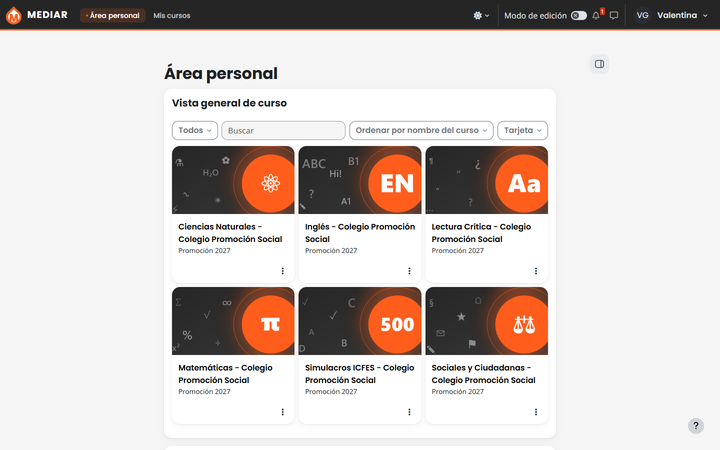 MEDIAR
· Área personal
Mis cursos
Modo de edición
1
VG
Valentina
Área personal
Vista general de curso
Todos
Buscar
Ordenar por nombre del curso
Tarjeta
H₂O
ABC
B1
Hi!
?
A1
EN
¶
¿
"
?
Aa
Ciencias Naturales -
Colegio Promoción Social
Promoción 2027
Inglés - Colegio Promoción
Social
Promoción 2027
Lectura Crítica - Colegio
Promoción Social
Promoción 2027
Σ
∞
√
%
÷
x²
π
✓
C
✓
A
B
D
500
§
Matemáticas - Colegio
Promoción Social
Promoción 2027
Simulacros ICFES - Colegio
Promoción Social
Promoción 2027
Sociales y Ciudadanas -
Colegio Promoción Social
Promoción 2027
?